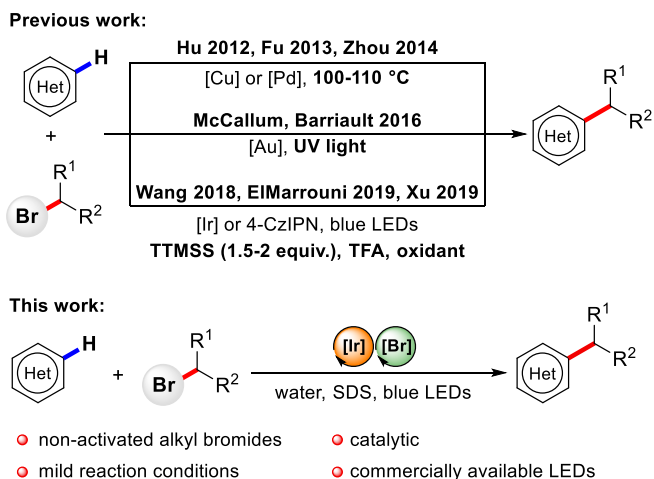 Previous work:
H
Het
+
Br
R1
R2
Hu 2012, Fu 2013, Zhou 2014
[Cu] or [Pd], 100-110 °C
McCallum, Barriault 2016
[Au], UV light
Wang 2018, ElMarrouni 2019, Xu 2019
[Ir] or 4-CzIPN, blue LEDs
TTMSS (1.5-2 equiv.), TFA, oxidant
Het
R1
R2
This work:
H
Het
+
Br
R1
R2
[Ir] [Br]
water, SDS, blue LEDs
Het
R1
R2
non-activated alkyl bromides
catalytic
mild reaction conditions
commercially available LEDs